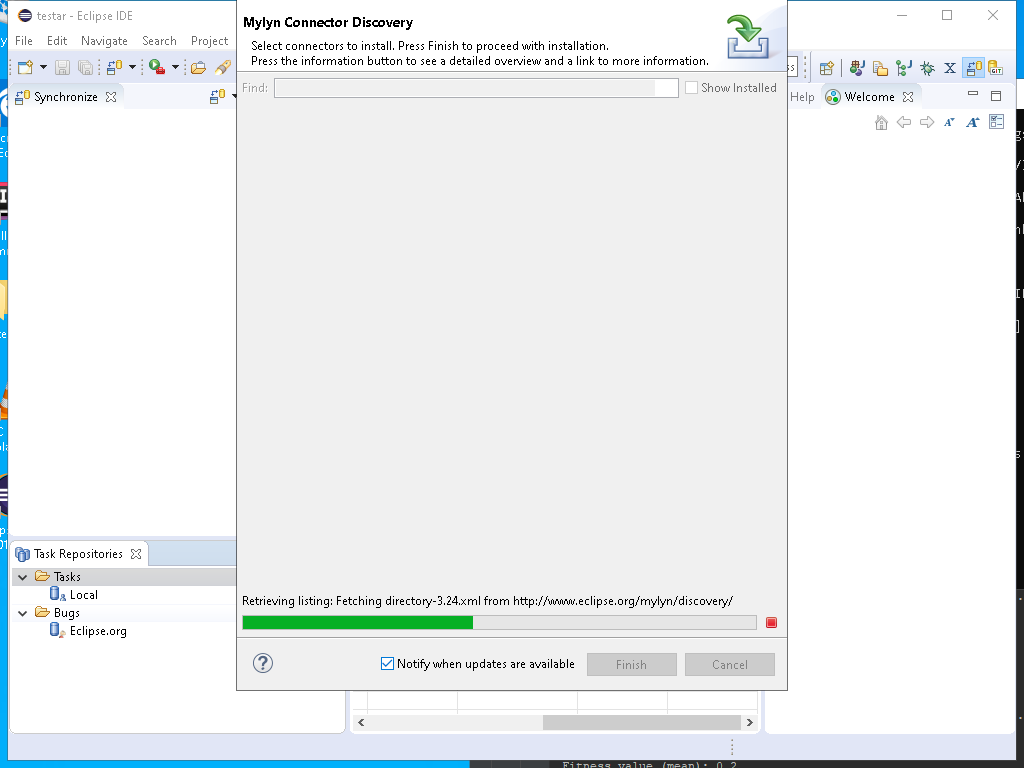 testar - Eclipse IDE
File Edit Navigate Search Project
Help
Synchronize
Welcome
Mylyn Connector Discovery
Select connectors to install. Press Finish to proceed with installation.
Press the information button to see a detailed overview and a link to more information.
Find:
Show Installed
Retrieving listing: Fetching directory-3.24.xml from http://www.eclipse.org/mylyn/discovery/
Notify when updates are available
Finish
Cancel
Task Repositories
Tasks
Local
Bugs
Eclipse.org
Fitness value (mean): 0.2